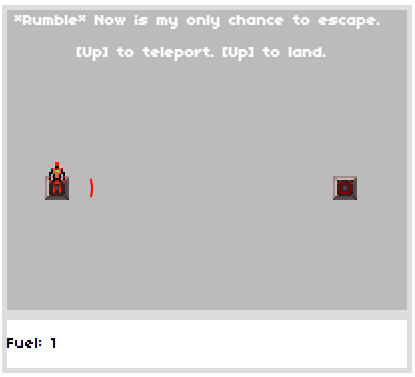 *Rumble* Now is my only chance to escape.
[Up] to teleport. [Up] to land.
Fuel: 1